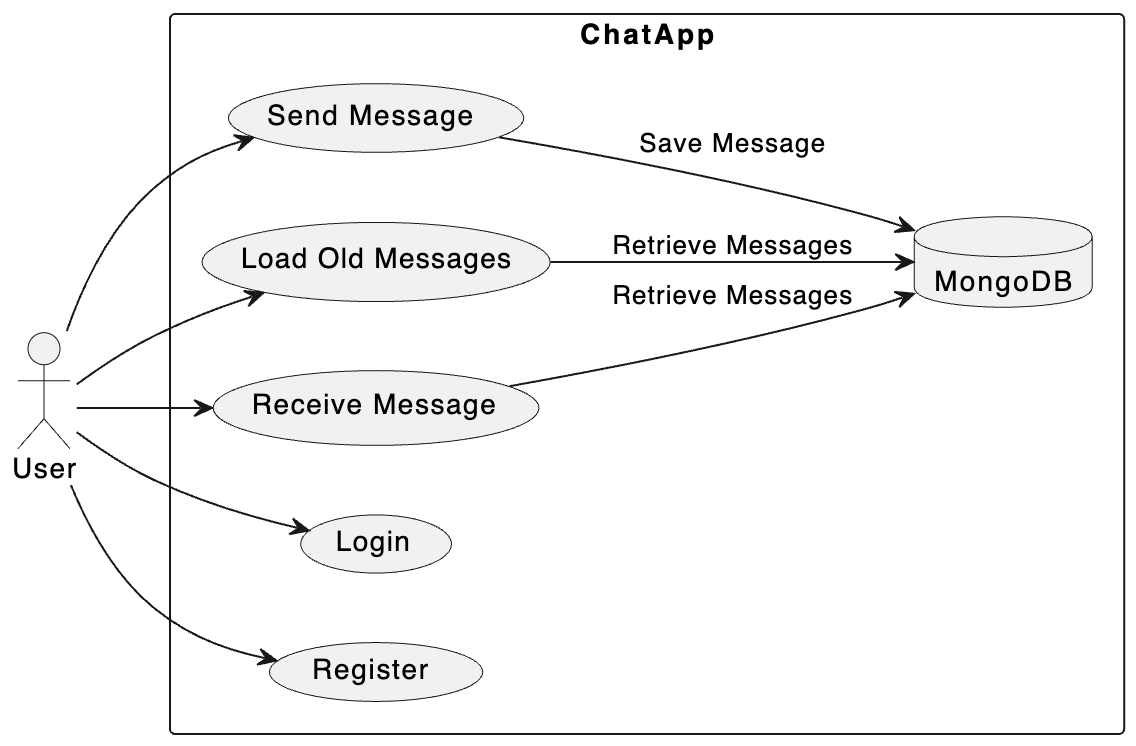 ChatApp
Send Message
Save Message
Load Old Messages
Retrieve Messages
Retrieve Messages
MongoDB
Receive Message
User
Login
Register